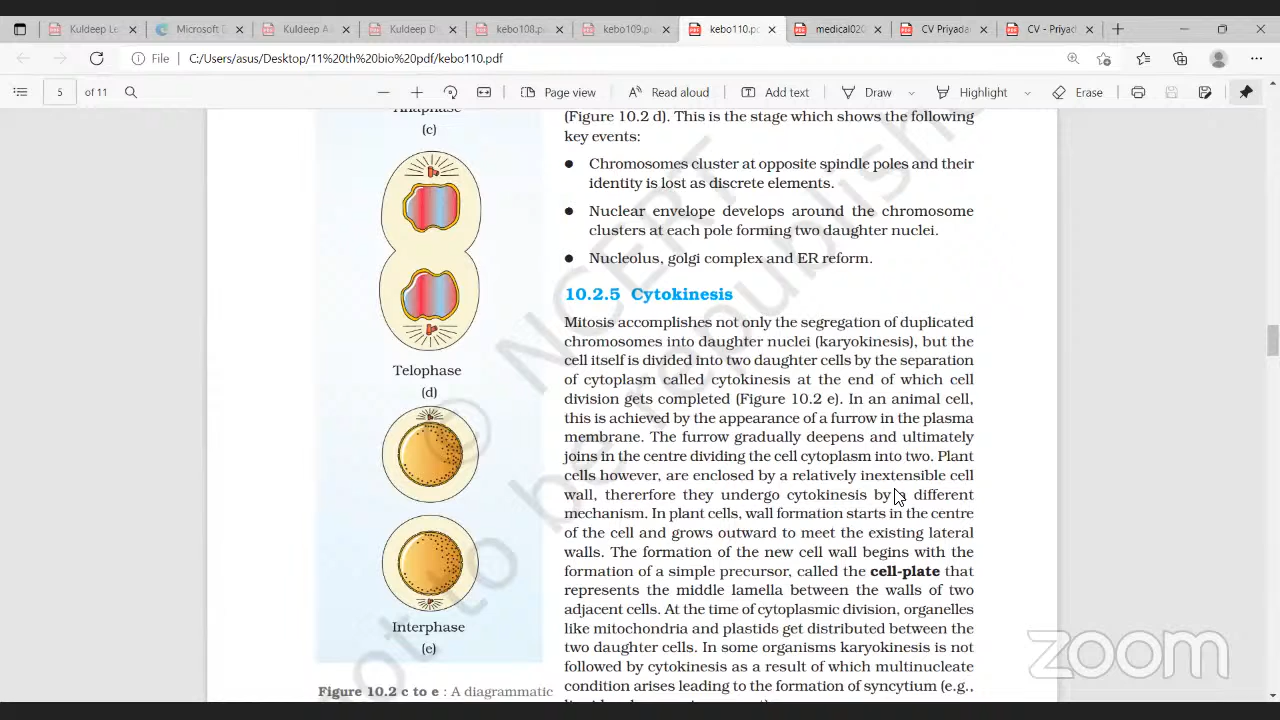 Kuldeep Le
Microsoft E
Kuldeep A
Kuldeep D
kebo108.p
kebo109.p
kebo110.p
medical02
CV Priyada
CV - Priyad
File
C:/Users/asus/Desktop/11%20th%20bio%20pdf/kebo110.pdf
5 of 11
Page view
Read aloud
Add text
Draw
Highlight
Erase
Anaphase
(c)
Telophase
(d)
Interphase
(e)
Figure 10.2 c to e : A diagrammatic
(Figure 10.2 d). This is the stage which shows the following
key events:
● Chromosomes cluster at opposite spindle poles and their
identity is lost as discrete elements.
● Nuclear envelope develops around the chromosome
clusters at each pole forming two daughter nuclei.
● Nucleolus, golgi complex and ER reform.
10.2.5 Cytokinesis
Mitosis accomplishes not only the segregation of duplicated
chromosomes into daughter nuclei (karyokinesis), but the
cell itself is divided into two daughter cells by the separation
of cytoplasm called cytokinesis at the end of which cell
division gets completed (Figure 10.2 e). In an animal cell,
this is achieved by the appearance of a furrow in the plasma
membrane. The furrow gradually deepens and ultimately
joins in the centre dividing the cell cytoplasm into two. Plant
cells however, are enclosed by a relatively inextensible cell
wall, thererfore they undergo cytokinesis by a different
mechanism. In plant cells, wall formation starts in the centre
of the cell and grows outward to meet the existing lateral
walls. The formation of the new cell wall begins with the
formation of a simple precursor, called the cell-plate that
represents the middle lamella between the walls of two
adjacent cells. At the time of cytoplasmic division, organelles
like mitochondria and plastids get distributed between the
two daughter cells. In some organisms karyokinesis is not
followed by cytokinesis as a result of which multinucleate
condition arises leading to the formation of syncytium (e.g.,
© NCERT
not to be republished
zoom